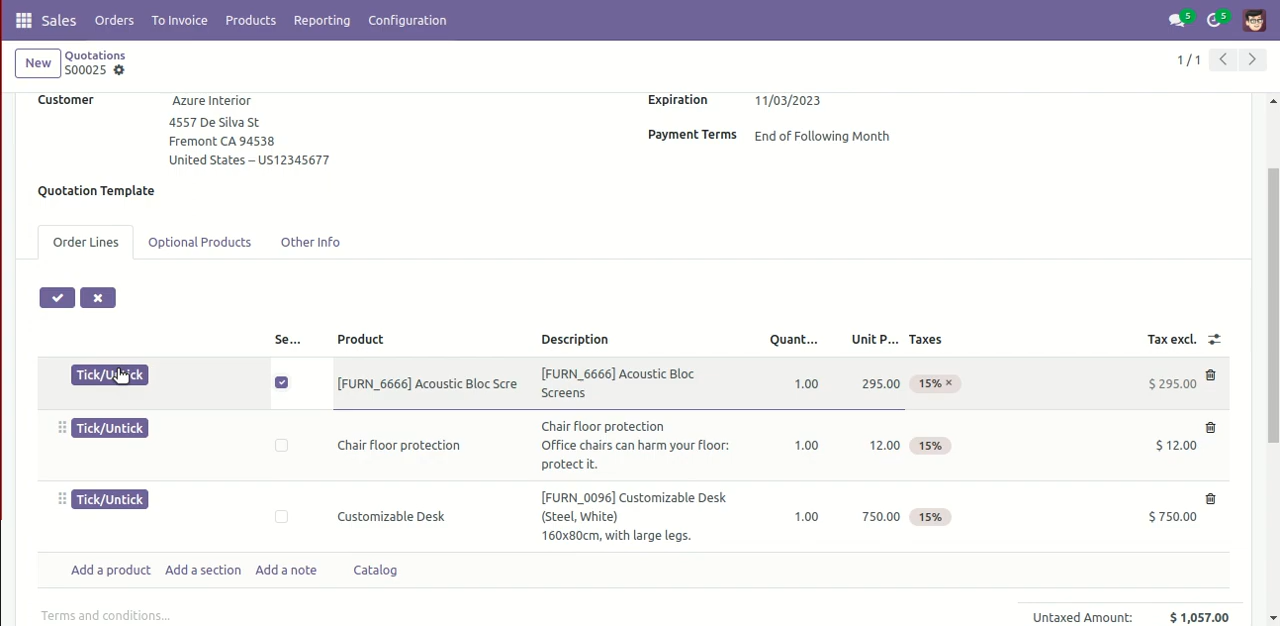 Sales Orders To Invoice Products Reporting Configuration 5 5
New Quotations
S00025 1 / 1
Customer Azure Interior Expiration 11/03/2023
4557 De Silva St
Fremont CA 94538 Payment Terms End of Following Month
United States – US12345677
Quotation Template
Order Lines Optional Products Other Info
Se... Product Description Quant... Unit P... Taxes Tax excl.
Tick/Untick [FURN_6666] Acoustic Bloc Scre [FURN_6666] Acoustic Bloc 1.00 295.00 15% × $ 295.00
Screens
Tick/Untick Chair floor protection Chair floor protection 1.00 12.00 15% $ 12.00
Office chairs can harm your floor:
protect it.
Tick/Untick Customizable Desk [FURN_0096] Customizable Desk 1.00 750.00 15% $ 750.00
(Steel, White)
160x80cm, with large legs.
Add a product Add a section Add a note Catalog
Terms and conditions... Untaxed Amount: $ 1,057.00